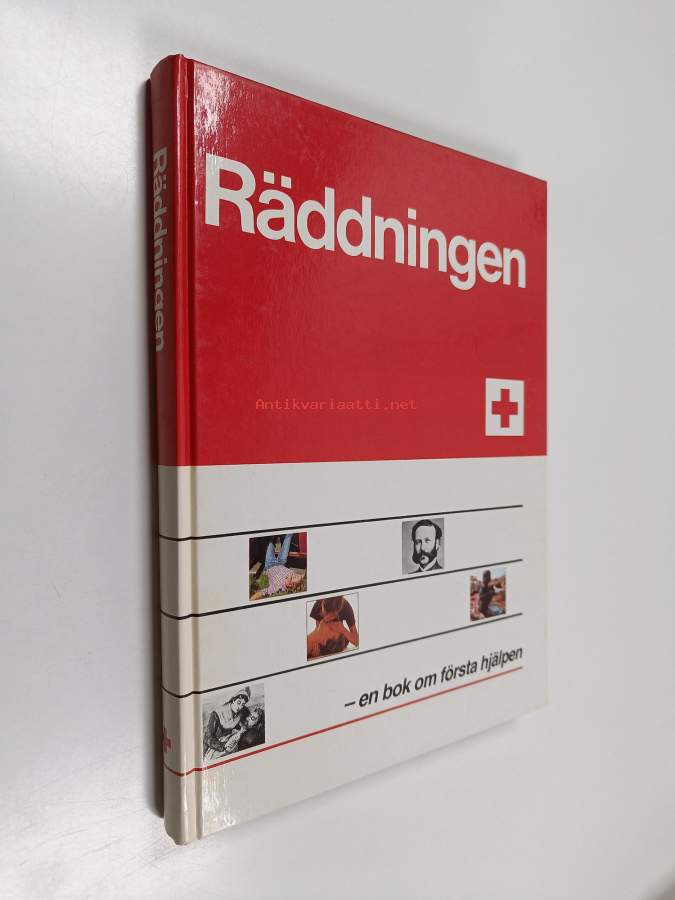 Räddningen
Räddningen
Antikvariaatti.net
– en bok om första hjälpen